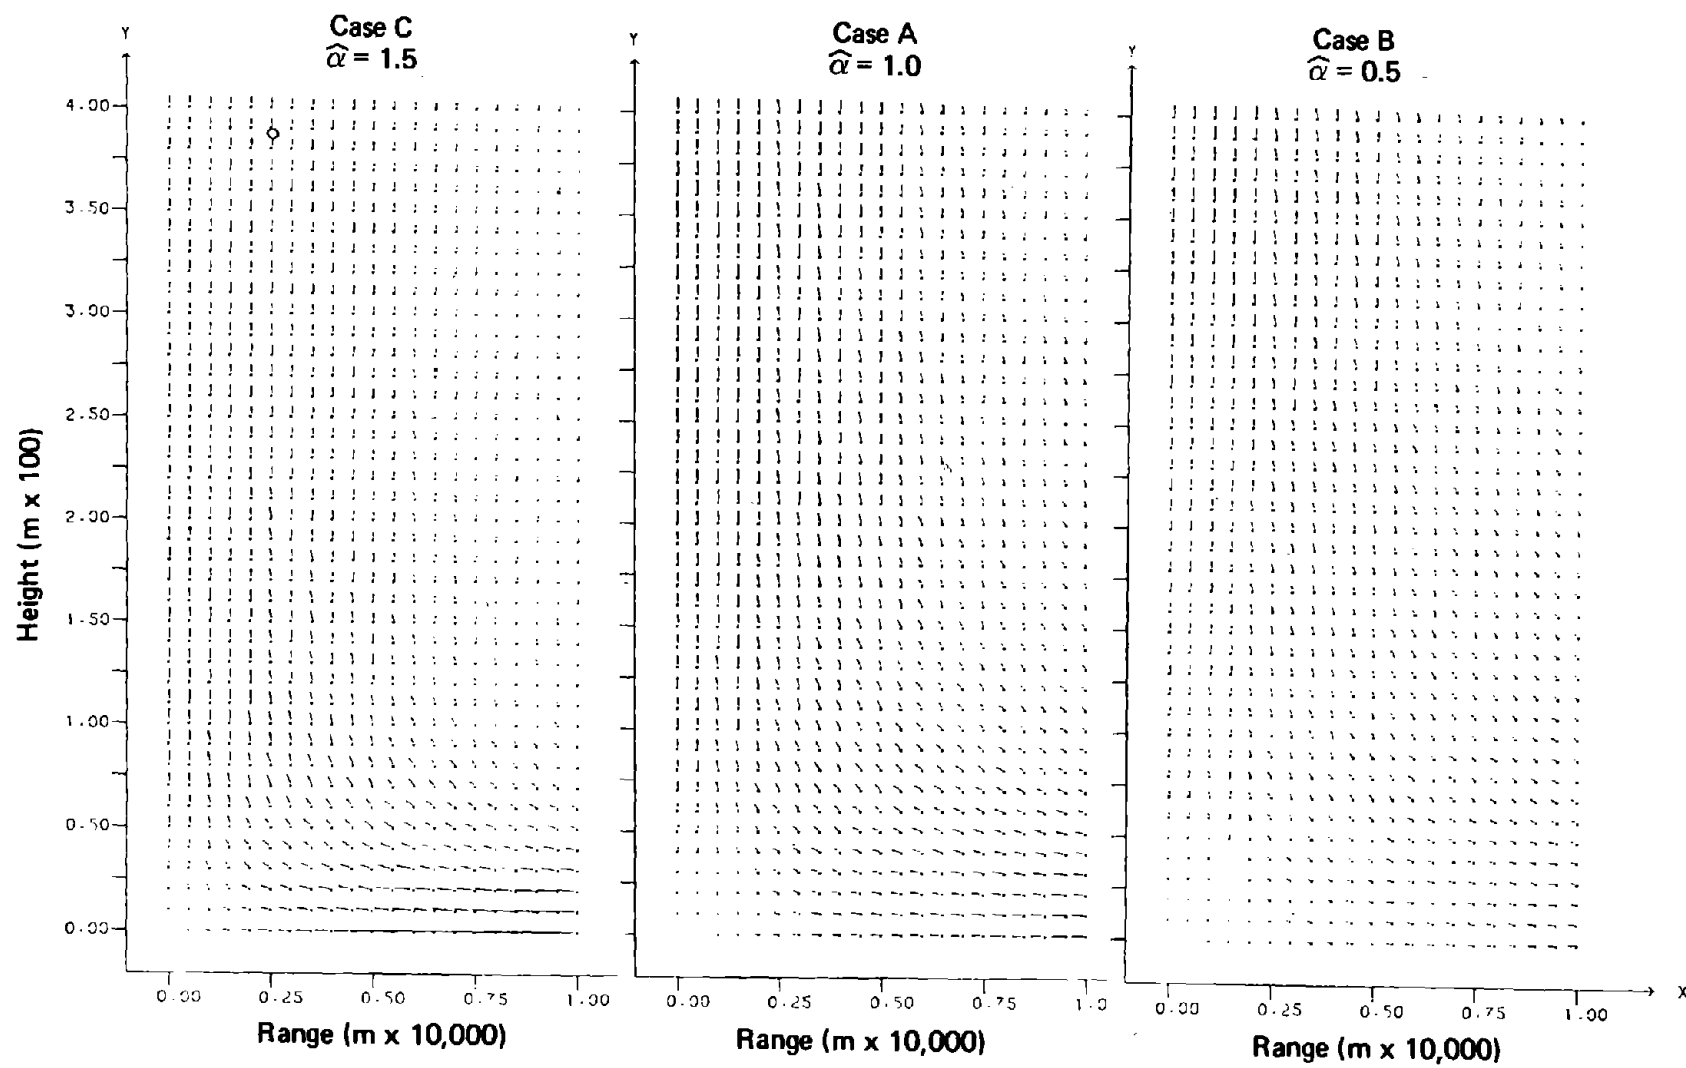 Case C
α̂ = 1.5
Case A
α̂ = 1.0
Case B
α̂ = 0.5
Y
Y
Y
4.00
3.50
3.00
2.50
2.00
1.50
1.00
0.50
0.00
Height (m x 100)
0.00 0.25 0.50 0.75 1.00
0.00 0.25 0.50 0.75 1.0
0.00 0.25 0.50 0.75 1.00
X
Range (m x 10,000)
Range (m x 10,000)
Range (m x 10,000)